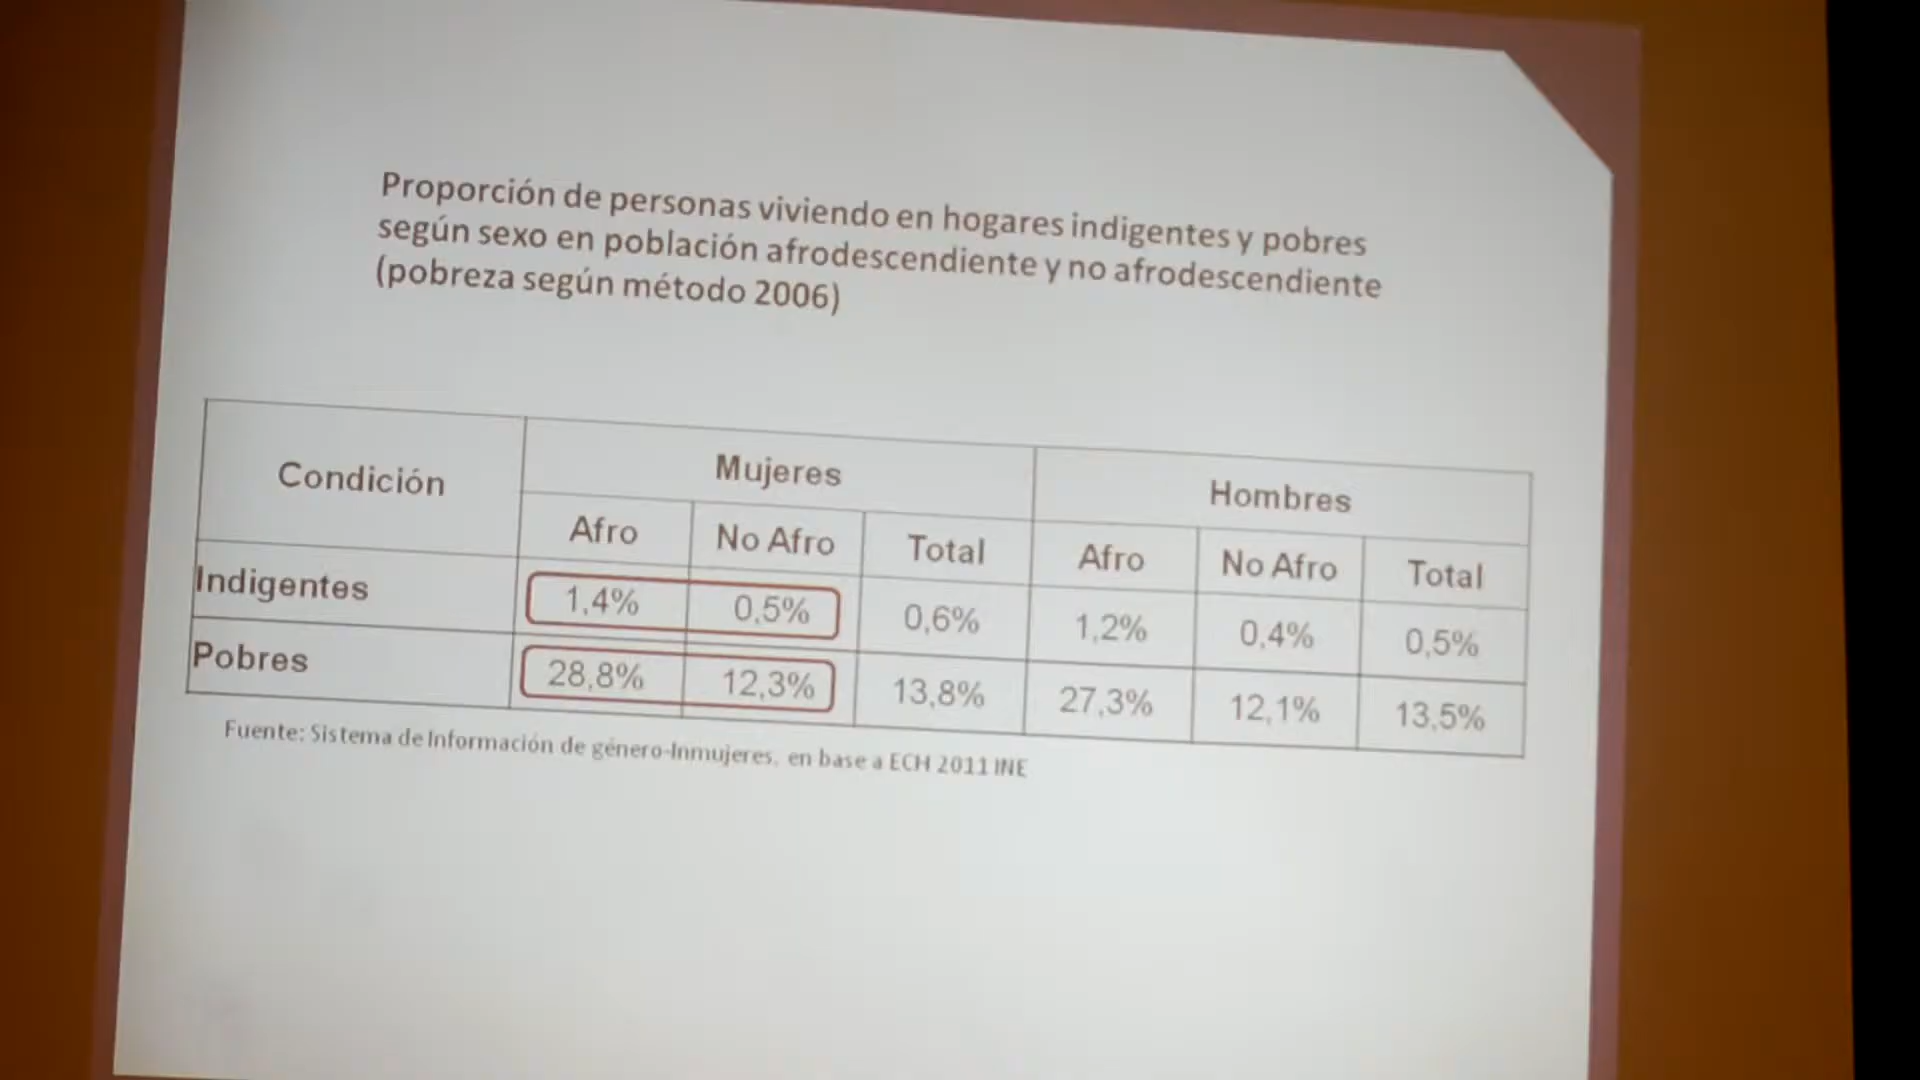 Proporción de personas viviendo en hogares indigentes y pobres
según sexo en población afrodescendiente y no afrodescendiente
(pobreza según método 2006)
Condición Mujeres Hombres
Afro No Afro Total Afro No Afro Total
Indigentes 1,4% 0,5% 0,6% 1,2% 0,4% 0,5%
Pobres 28,8% 12,3% 13,8% 27,3% 12,1% 13,5%
Fuente: Sistema de Información de género-Inmujeres, en base a ECH 2011 INE